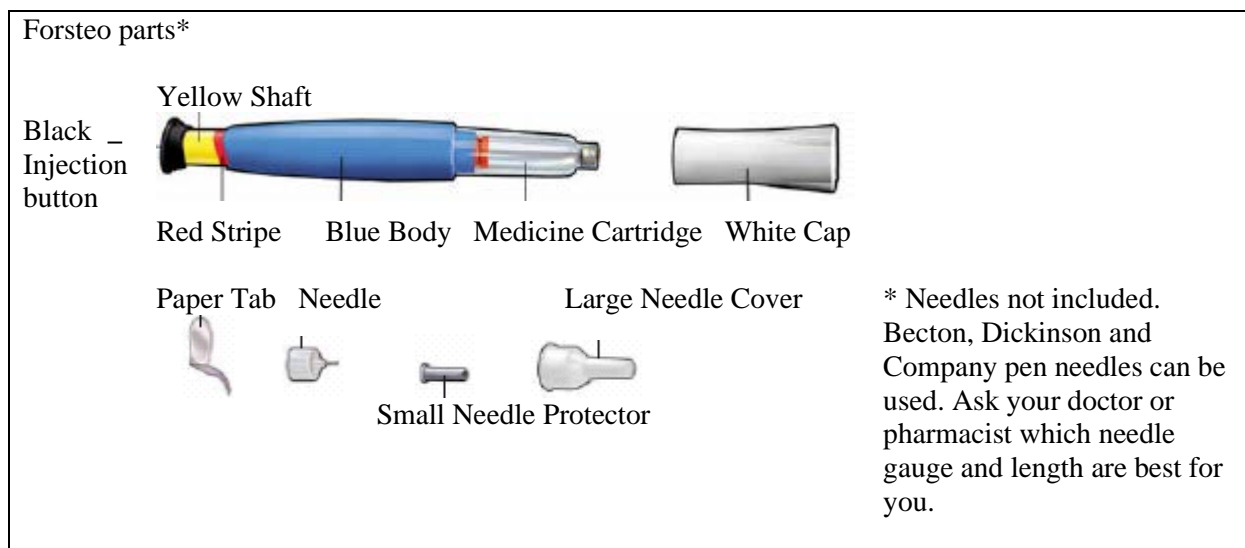 Forsteo parts*
Yellow Shaft
Black
Injection
button
Red Stripe Blue Body Medicine Cartridge White Cap
Paper Tab Needle Large Needle Cover
Small Needle Protector
* Needles not included.
Becton, Dickinson and
Company pen needles can be
used. Ask your doctor or
pharmacist which needle
gauge and length are best for
you.